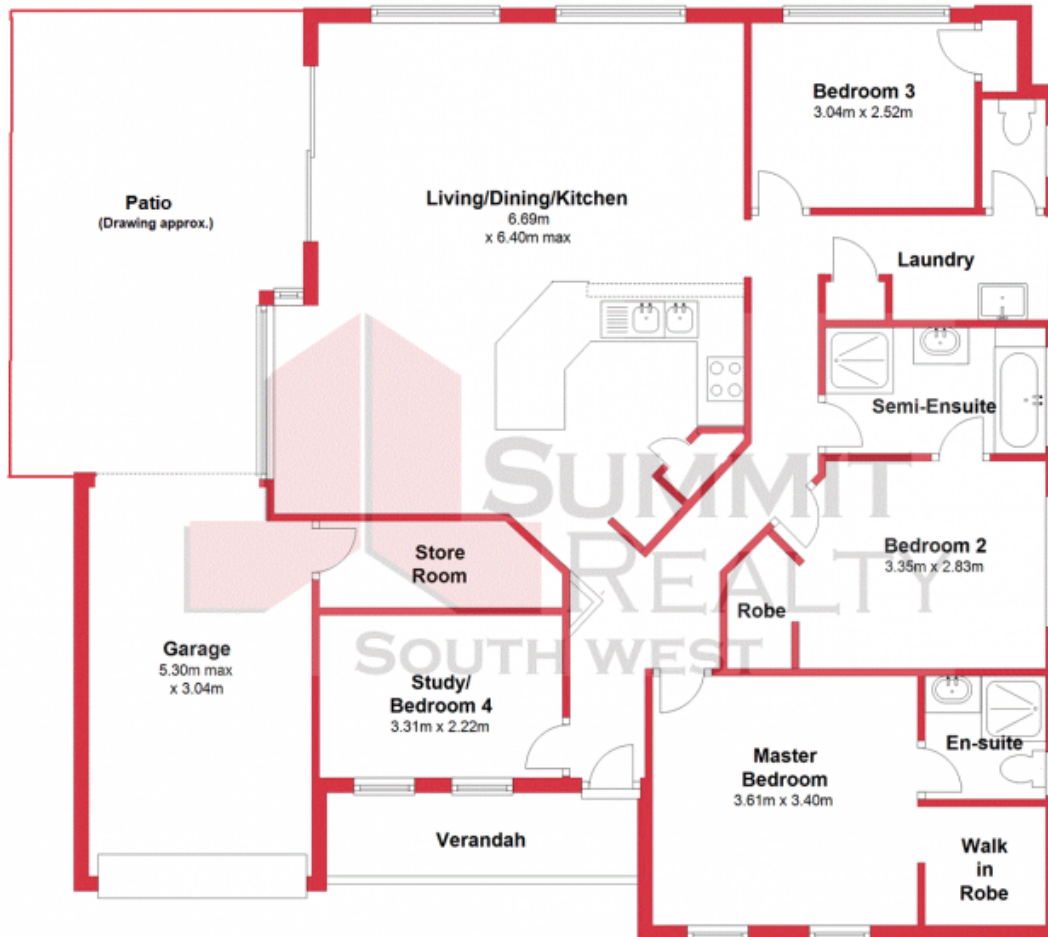 Bedroom 3
3.04m x 2.52m
Patio
(Drawing approx.)
Living/Dining/Kitchen
6.69m
x 6.40m max
Laundry
Semi-Ensuite
SUMMIT
REALTY
SOUTH WEST
Bedroom 2
3.35m x 2.83m
Store
Room
Robe
Garage
5.30m max
x 3.04m
Study/
Bedroom 4
3.31m x 2.22m
En-suite
Master
Bedroom
3.61m x 3.40m
Verandah
Walk
in
Robe